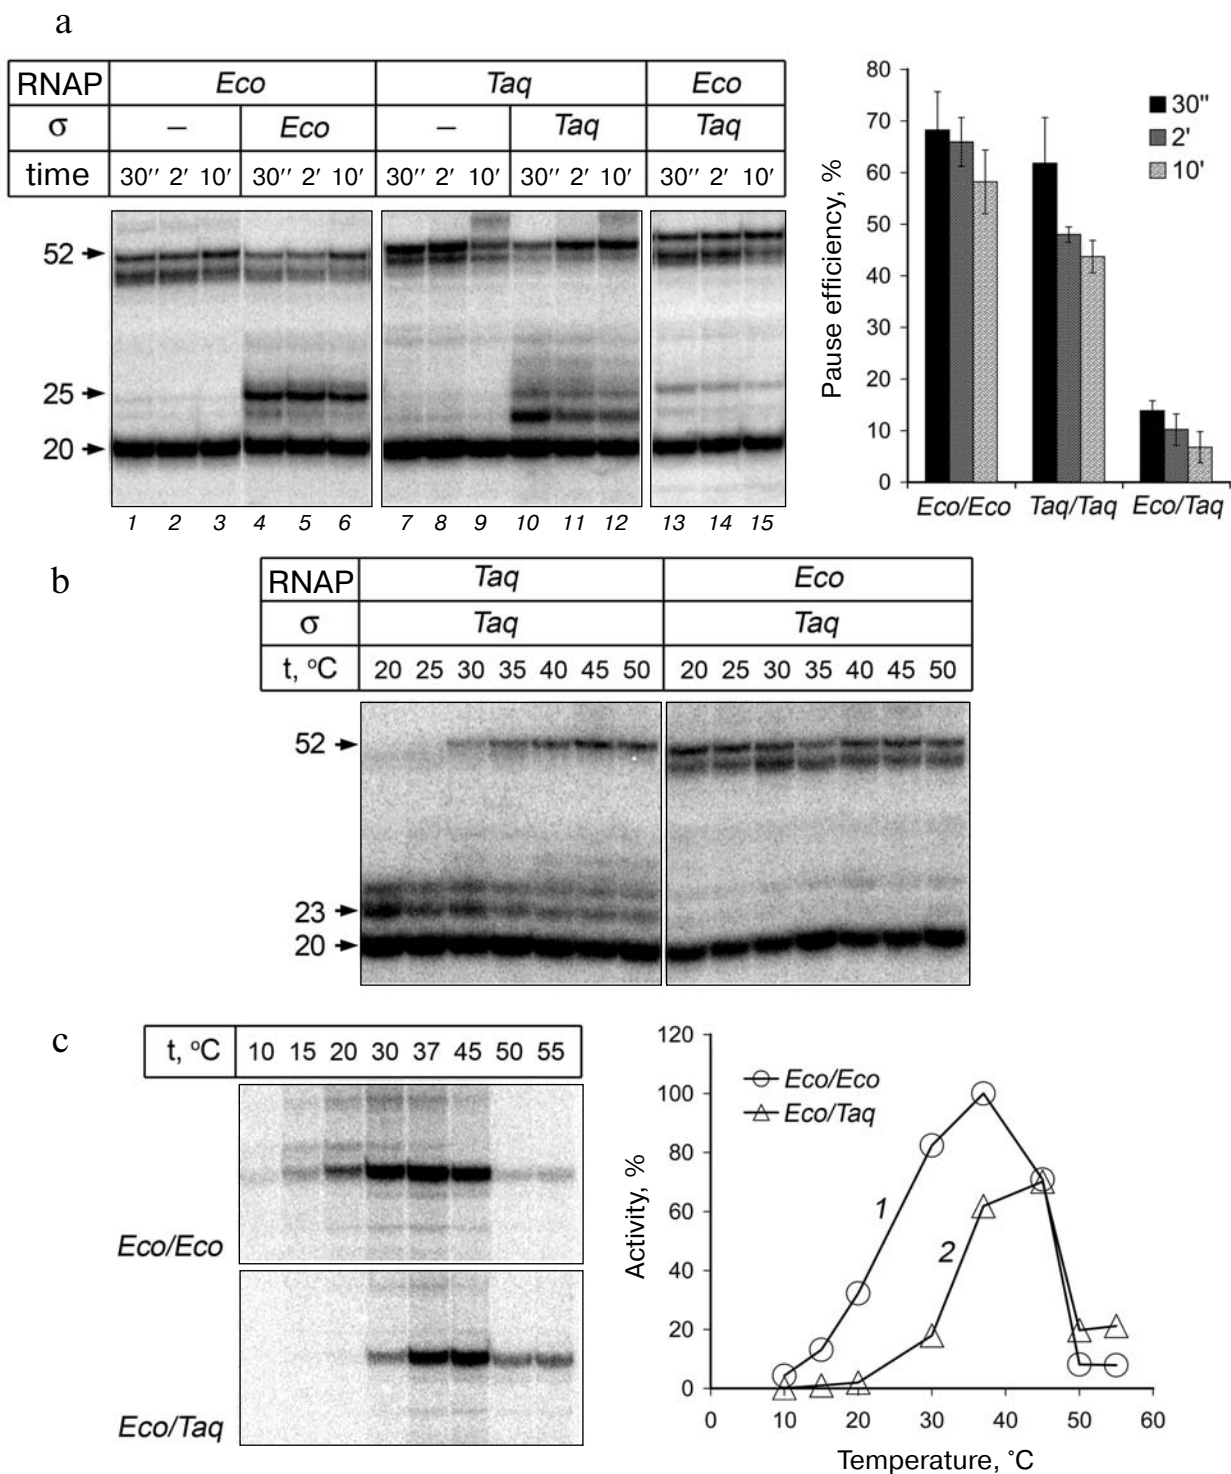 a
RNAP Eco Taq Eco
σ – Eco – Taq Taq
time 30'' 2' 10' 30'' 2' 10' 30'' 2' 10' 30'' 2' 10' 30'' 2' 10'
52
25
20
1 2 3 4 5 6 7 8 9 10 11 12 13 14 15
Pause efficiency, %
80
70
60
50
40
30
20
10
0
30"
2'
10'
Eco/Eco Taq/Taq Eco/Taq
b
RNAP Taq Eco
σ Taq Taq
t, °C 20 25 30 35 40 45 50 20 25 30 35 40 45 50
52
23
20
c
t, °C 10 15 20 30 37 45 50 55
Eco/Eco
Eco/Taq
Activity, %
120
100
80
60
40
20
0
Eco/Eco
Eco/Taq
1
2
0 10 20 30 40 50 60
Temperature, °C